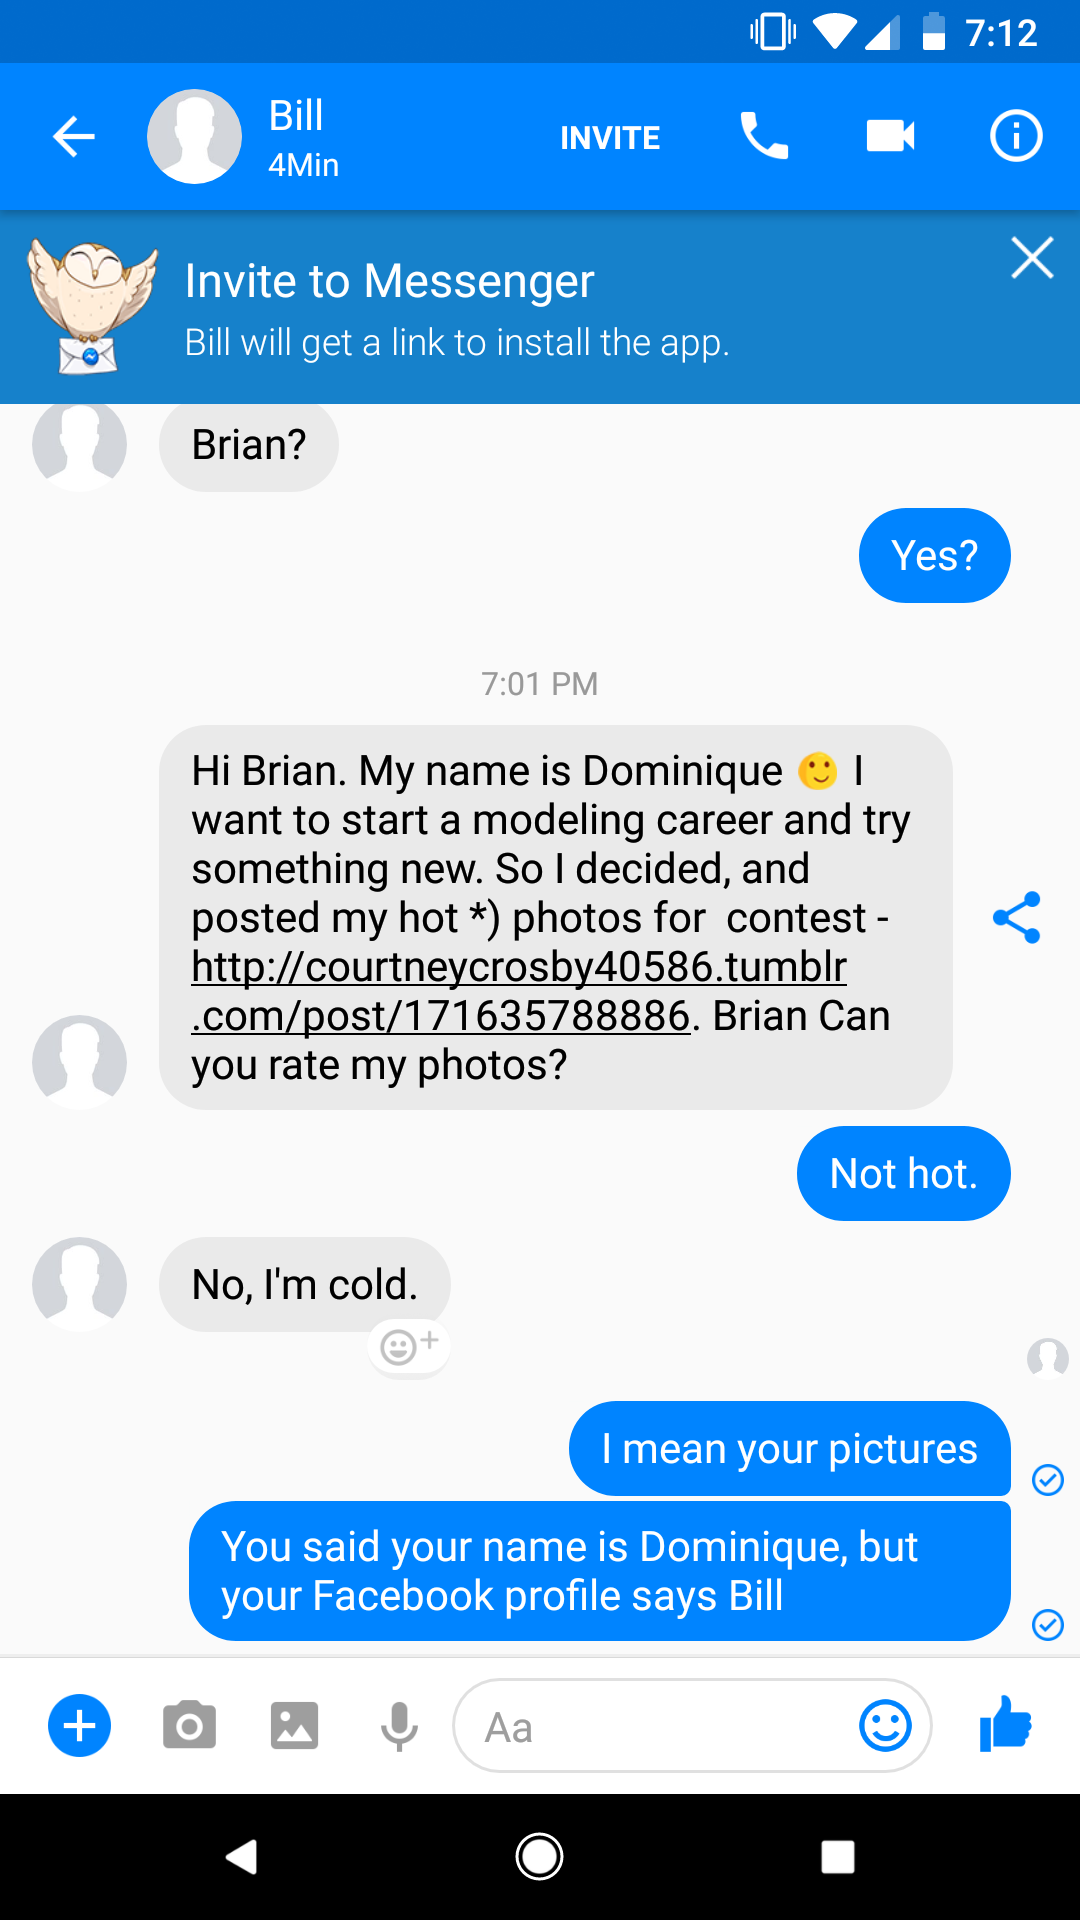 7:12
Bill
4Min
INVITE
Invite to Messenger
Bill will get a link to install the app.
Brian?
Yes?
7:01 PM
Hi Brian. My name is Dominique 🙂 I
want to start a modeling career and try
something new. So I decided, and
posted my hot *) photos for  contest -
http://courtneycrosby40586.tumblr
.com/post/171635788886. Brian Can
you rate my photos?
Not hot.
No, I'm cold.
I mean your pictures
You said your name is Dominique, but
your Facebook profile says Bill
Aa